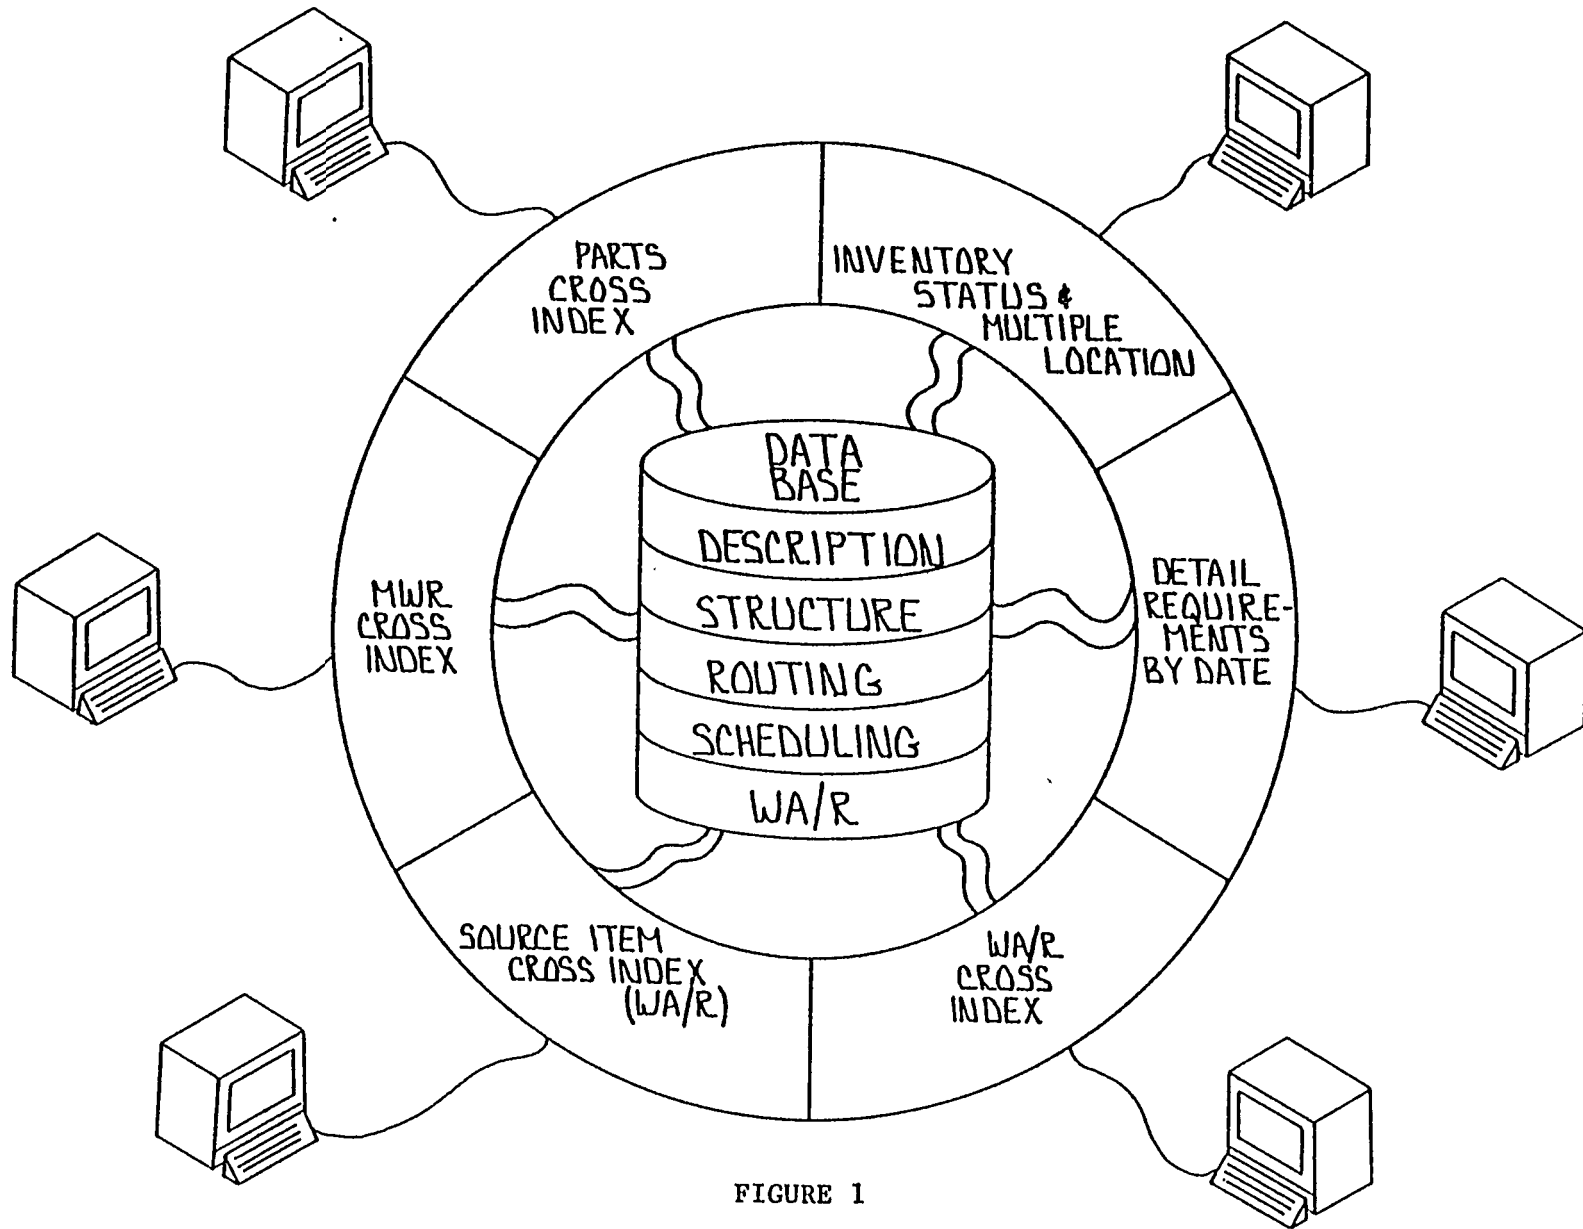 PARTS
CROSS
INDEX
INVENTORY
STATUS &
MULTIPLE
LOCATION
DATA
BASE
DESCRIPTION
STRUCTURE
ROUTING
SCHEDULING
WA/R
MWR
CROSS
INDEX
DETAIL
REQUIRE-
MENTS
BY DATE
SOURCE ITEM
CROSS INDEX
(WA/R)
WA/R
CROSS
INDEX
FIGURE 1